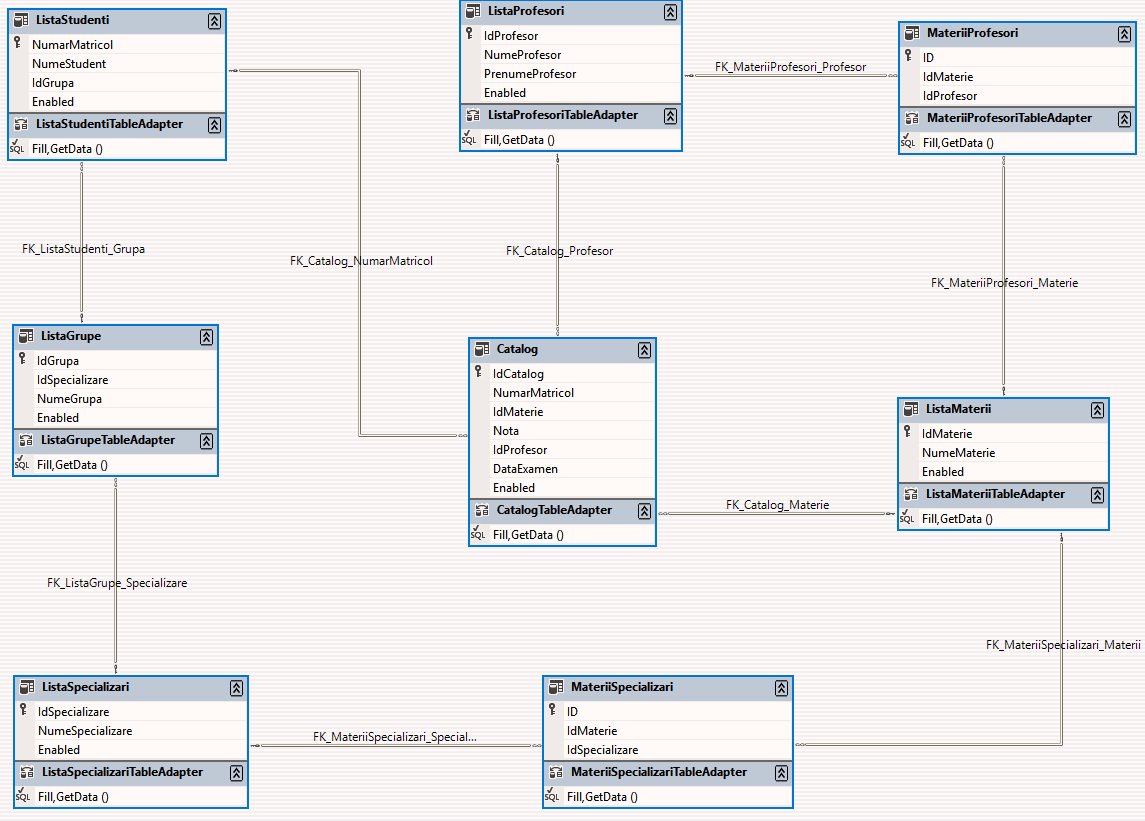 ListaStudenti
NumarMatricol
NumeStudent
IdGrupa
Enabled
ListaStudentiTableAdapter
SQL Fill,GetData ()
ListaProfesori
IdProfesor
NumeProfesor
PrenumeProfesor
Enabled
ListaProfesoriTableAdapter
SQL Fill,GetData ()
FK_MateriiProfesori_Profesor
MateriiProfesori
ID
IdMaterie
IdProfesor
MateriiProfesoriTableAdapter
SQL Fill,GetData ()
FK_ListaStudenti_Grupa
FK_Catalog_NumarMatricol
FK_Catalog_Profesor
FK_MateriiProfesori_Materie
ListaGrupe
IdGrupa
IdSpecializare
NumeGrupa
Enabled
ListaGrupeTableAdapter
SQL Fill,GetData ()
Catalog
IdCatalog
NumarMatricol
IdMaterie
Nota
IdProfesor
DataExamen
Enabled
CatalogTableAdapter
SQL Fill,GetData ()
FK_Catalog_Materie
ListaMaterii
IdMaterie
NumeMaterie
Enabled
ListaMateriiTableAdapter
SQL Fill,GetData ()
FK_ListaGrupe_Specializare
FK_MateriiSpecializari_Materii
ListaSpecializari
IdSpecializare
NumeSpecializare
Enabled
ListaSpecializariTableAdapter
SQL Fill,GetData ()
FK_MateriiSpecializari_Special...
MateriiSpecializari
ID
IdMaterie
IdSpecializare
MateriiSpecializariTableAdapter
SQL Fill,GetData ()